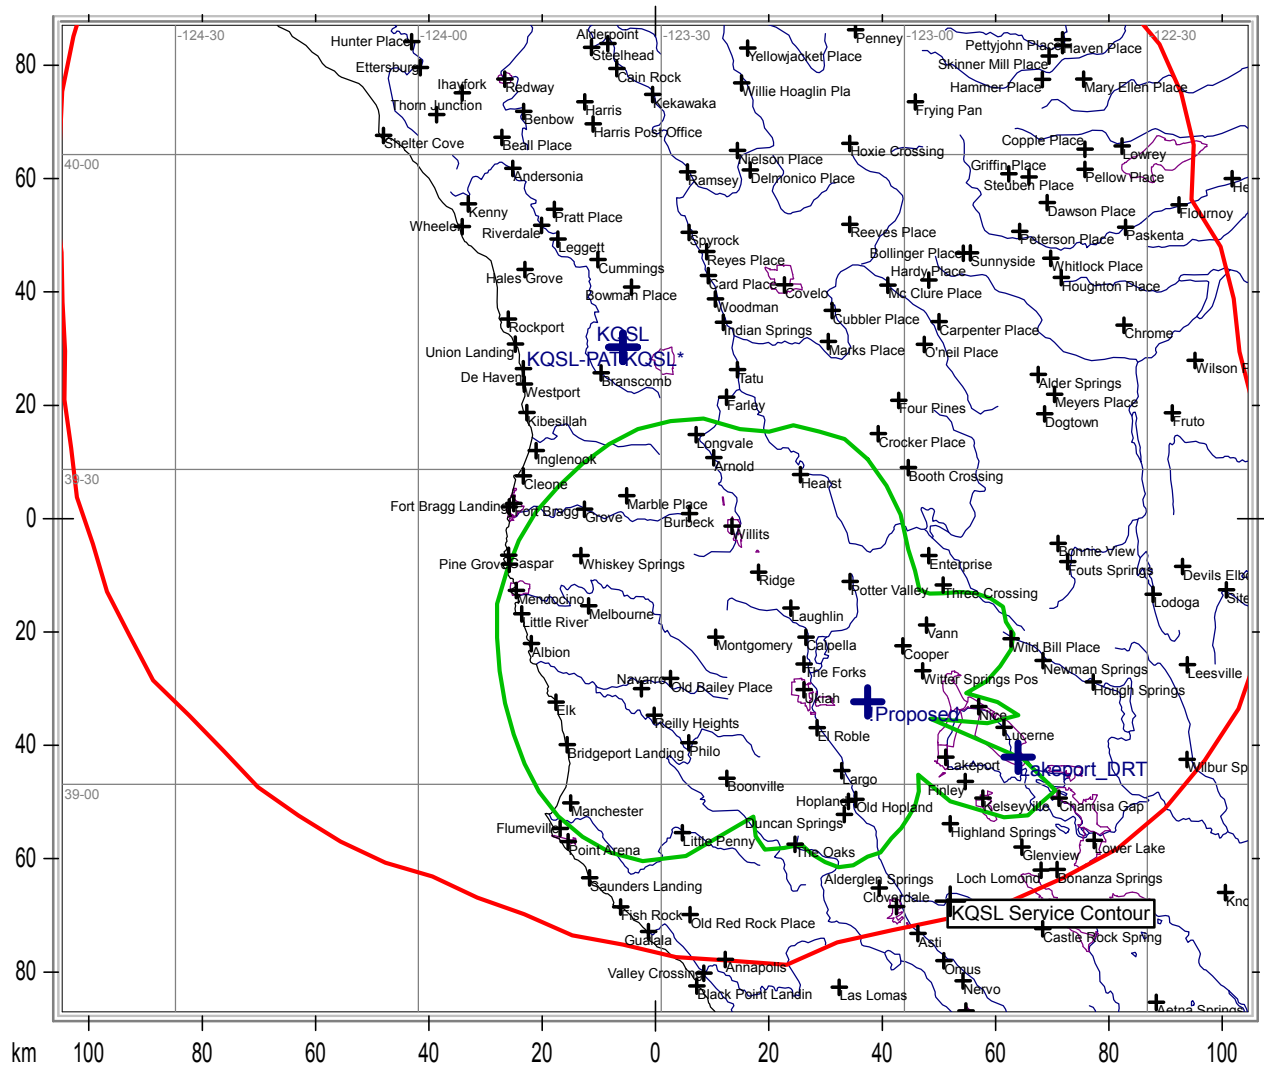 -124-30
-124-00
-123-30
-123-00
-122-30
Hunter Place
Alderpoint
Steelhead
Penney
Pettyjohn Place
Haven Place
Yellowjacket Place
Skinner Mill Place
80
Ettersburg
Cain Rock
Hammer Place
Mary Ellen Place
Redway
Willie Hoaglin Pla
Kekawaka
Thorn Junction
Harris
Frying Pan
Benbow
Harris Post Office
Shelter Cove
Beall Place
Hoxie Crossing
Copple Place
Lowrey
Nielson Place
40-00
Griffin Place
Pellow Place
60
Andersonia
Ramsey
Delmonico Place
Steuben Place
He
Kenny
Pratt Place
Dawson Place
Flournoy
Wheeler
Riverdale
Reeves Place
Peterson Place
Paskenta
Leggett
Spyrock
Reyes Place
Bollinger Place
Sunnyside
Cummings
Whitlock Place
Hales Grove
Card Place
Hardy Place
Houghton Place
40
Bowman Place
Covelo
Mc Clure Place
Woodman
Cubbler Place
Rockport
Indian Springs
Carpenter Place
Chrome
KQSL
Union Landing
Marks Place
O'neil Place
KQSL-PAT
KQSL*
Wilson P
De Haven
Branscomb
Tatu
Alder Springs
Westport
Meyers Place
20
Farley
Four Pines
Kibesillah
Dogtown
Fruto
Longvale
Crocker Place
Inglenook
Arnold
Booth Crossing
39-30
Cleone
Hearst
Fort Bragg Landing
Fort Bragg
Marble Place
Grove
Burbeck
0
Willits
Bonnie View
Pine Grove
Caspar
Whiskey Springs
Enterprise
Fouts Springs
Ridge
Devils Elb
Mendocino
Potter Valley
Three Crossing
Lodoga
Site
Melbourne
Laughlin
Little River
20
Albion
Montgomery
Calpella
Vann
Wild Bill Place
Cooper
The Forks
Newman Springs
Leesville
Navarro
Old Bailey Place
Ukiah
Witter Springs Pos
Hough Springs
Elk
Reilly Heights
Proposed
Nice
Bridgeport Landing
Philo
El Roble
Lucerne
40
Lakeport
Lakeport_DRT
Wilbur Sp
Boonville
Largo
Finley
39-00
Manchester
Hopland
Old Hopland
Kelseyville
Chamisa Gap
Flumeville
Duncan Springs
Highland Springs
Point Arena
Little Penny
The Oaks
Glenview
Lower Lake
60
Saunders Landing
Alderglen Springs
Loch Lomond
Bonanza Springs
Cloverdale
Kno
Fish Rock
Old Red Rock Place
KQSL Service Contour
Gualala
Asti
Castle Rock Spring
Annapolis
80
Valley Crossing
Omus
Black Point Landin
Las Lomas
Nervo
Aetna Springs
km 100 80 60 40 20 0 20 40 60 80 100